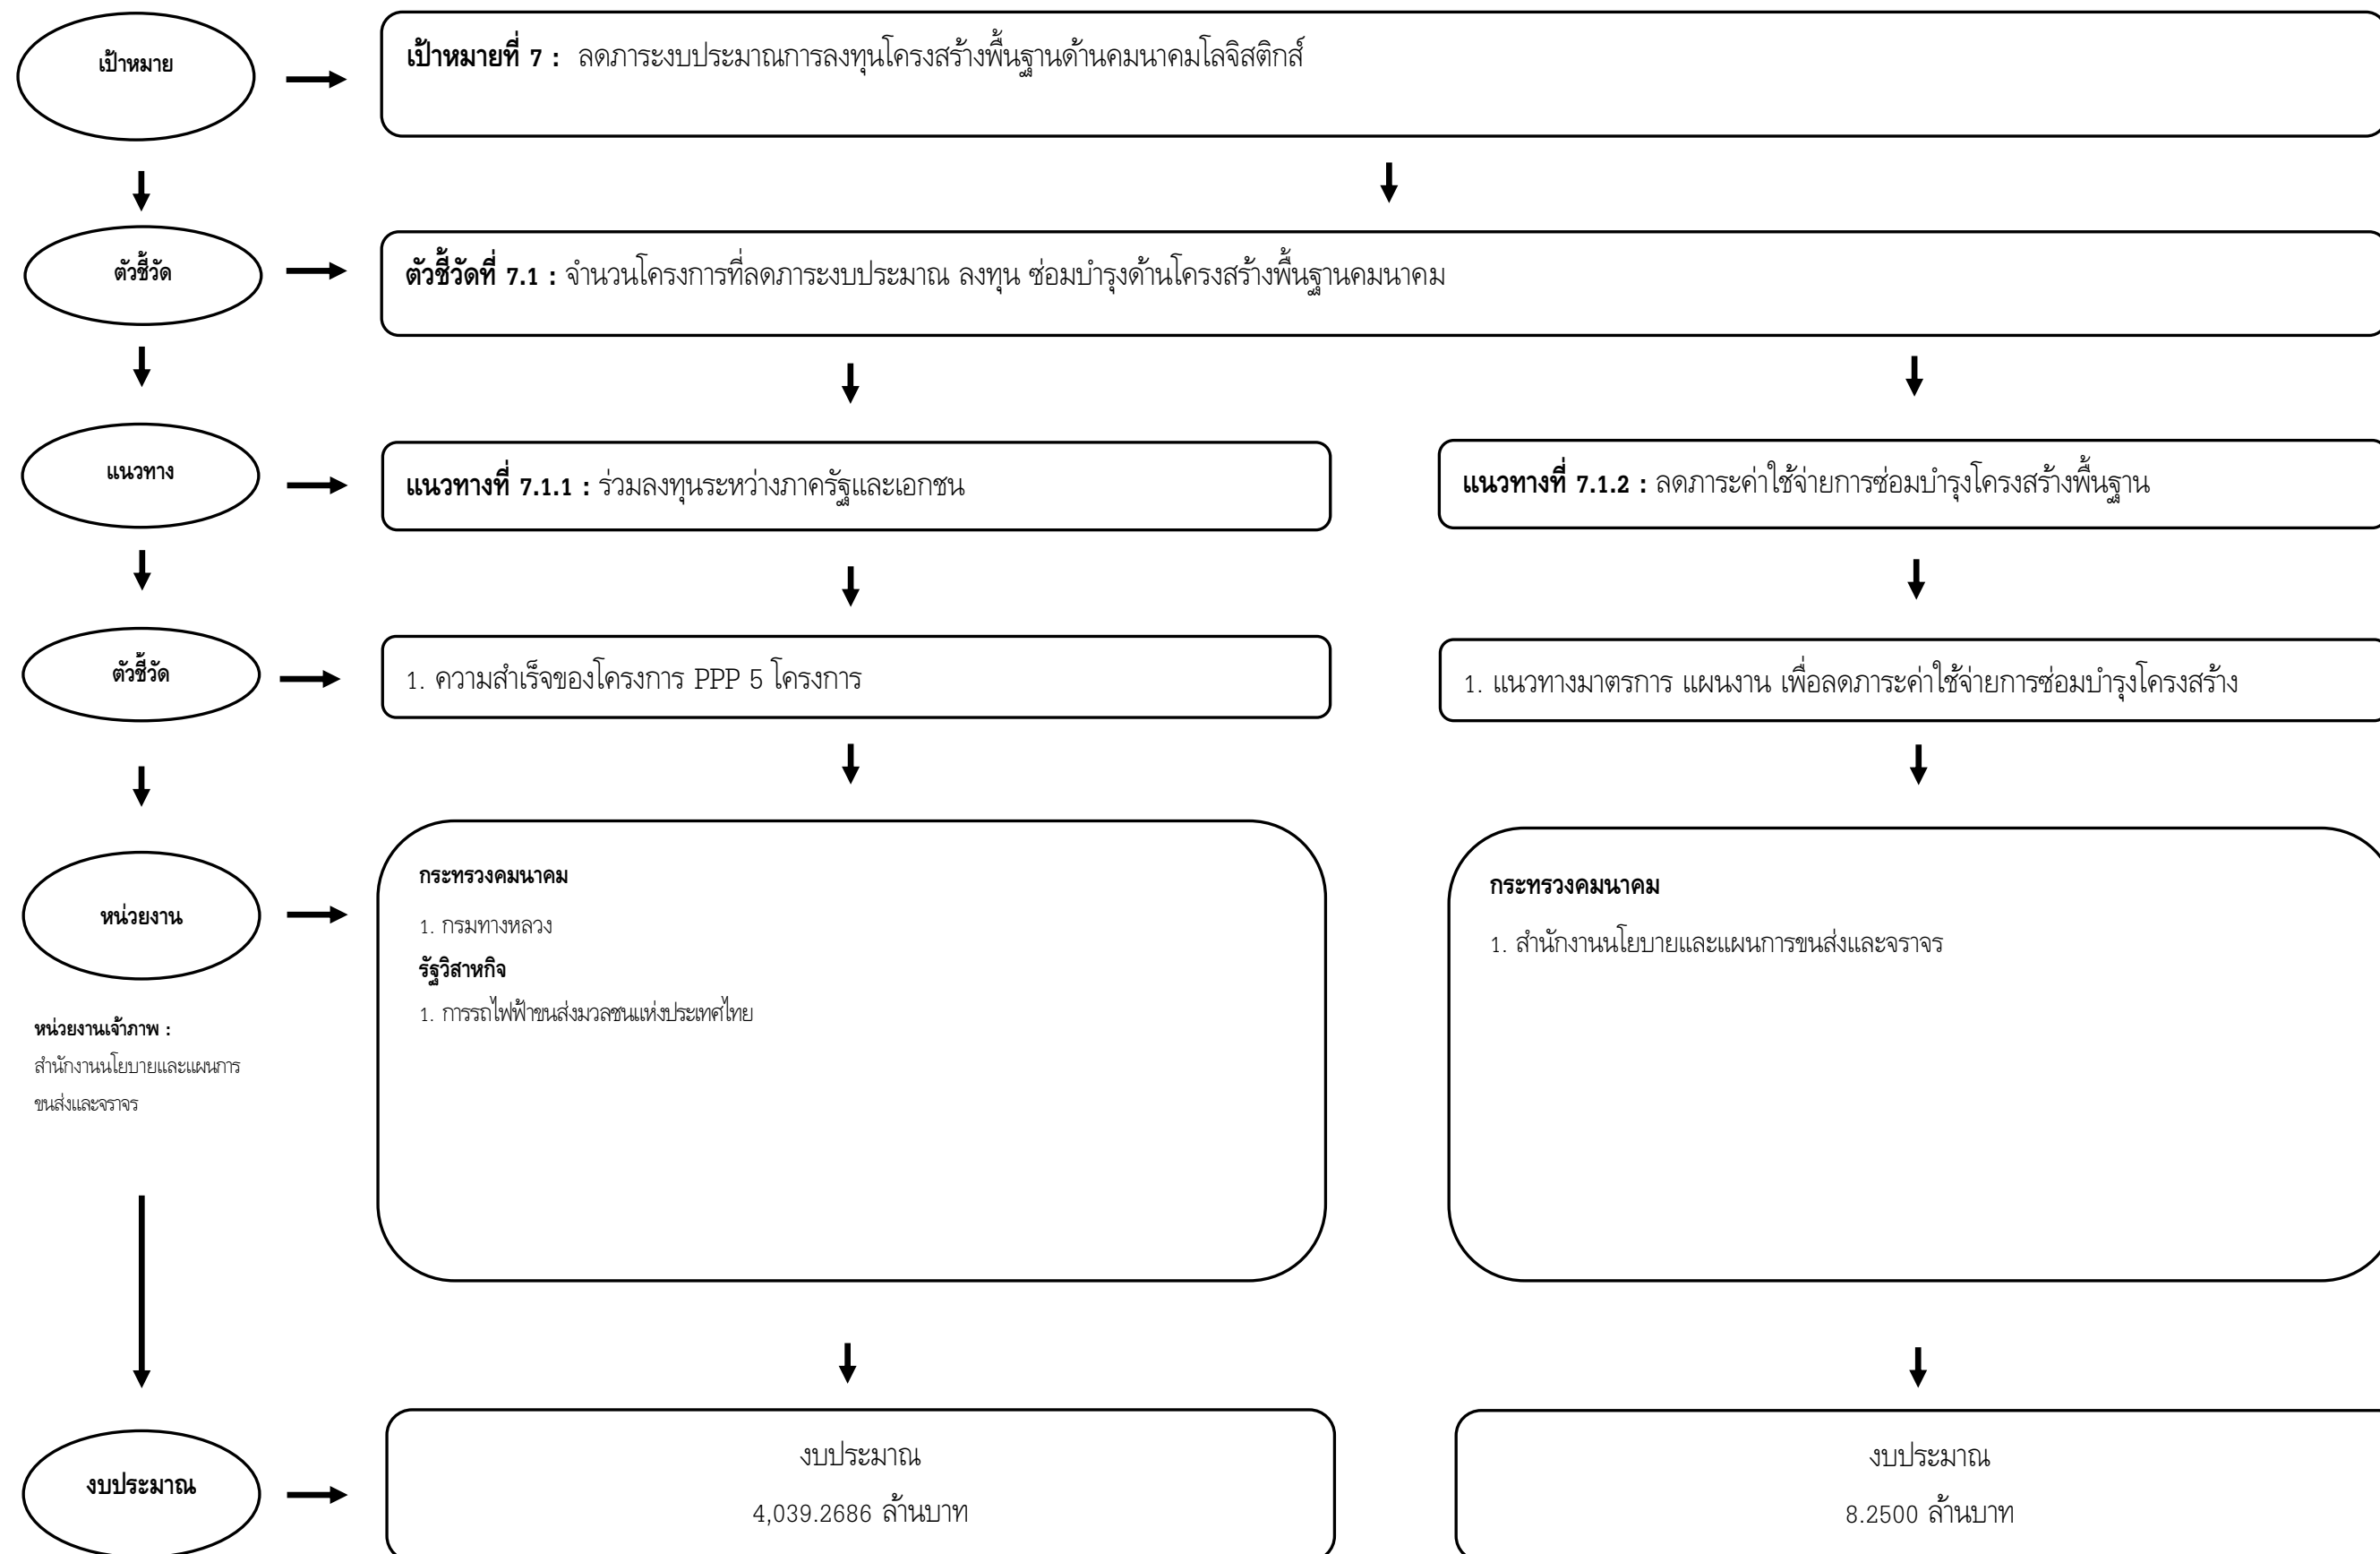 เป้าหมาย
เป้าหมายที่ 7 : ลดภาระงบประมาณการลงทุนโครงสร้างพื้นฐานด้านคมนาคมโลจิสติกส์
ตัวชี้วัด
ตัวชี้วัดที่ 7.1 : จำนวนโครงการที่ลดภาระงบประมาณ ลงทุน ซ่อมบำรุงด้านโครงสร้างพื้นฐานคมนาคม
แนวทาง
แนวทางที่ 7.1.1 : ร่วมลงทุนระหว่างภาครัฐและเอกชน
แนวทางที่ 7.1.2 : ลดภาระค่าใช้จ่ายการซ่อมบำรุงโครงสร้างพื้นฐาน
ตัวชี้วัด
1. ความสำเร็จของโครงการ PPP 5 โครงการ
1. แนวทางมาตรการ แผนงาน เพื่อลดภาระค่าใช้จ่ายการซ่อมบำรุงโครงสร้าง
หน่วยงาน
กระทรวงคมนาคม
1. กรมทางหลวง
รัฐวิสาหกิจ
1. การรถไฟฟ้าขนส่งมวลชนแห่งประเทศไทย
กระทรวงคมนาคม
1. สำนักงานนโยบายและแผนการขนส่งและจราจร
หน่วยงานเจ้าภาพ :
สำนักงานนโยบายและแผนการ
ขนส่งและจราจร
งบประมาณ
งบประมาณ
4,039.2686 ล้านบาท
งบประมาณ
8.2500 ล้านบาท